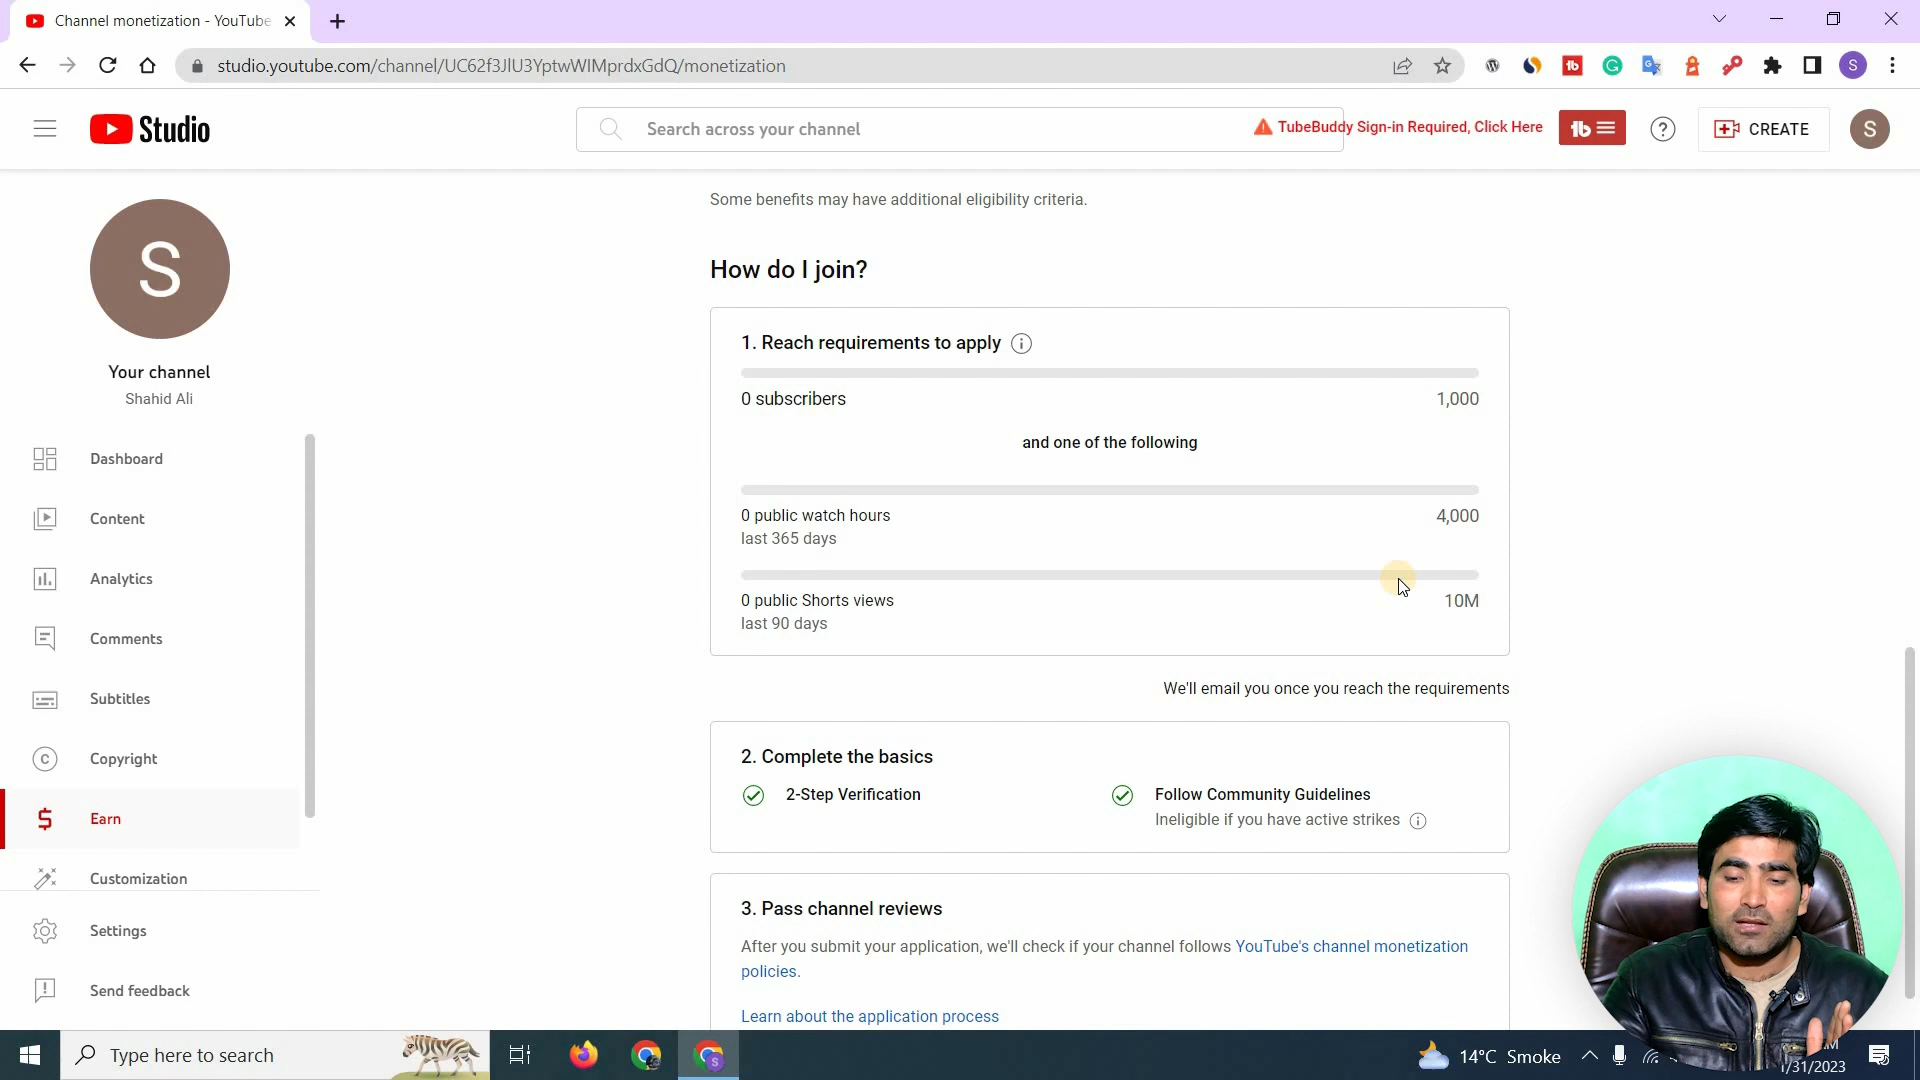 Channel monetization - YouTube
studio.youtube.com/channel/UC62f3JlU3YptwWIMprdxGdQ/monetization
S
Studio
Search across your channel
TubeBuddy Sign-in Required, Click Here
?
CREATE
S
S
Your channel
Shahid Ali
Dashboard
Content
Analytics
Comments
Subtitles
Copyright
Earn
Customization
Settings
Send feedback
Some benefits may have additional eligibility criteria.
How do I join?
1. Reach requirements to apply
0 subscribers 1,000
and one of the following
0 public watch hours 4,000
last 365 days
0 public Shorts views 10M
last 90 days
We'll email you once you reach the requirements
2. Complete the basics
2-Step Verification
Follow Community Guidelines
Ineligible if you have active strikes
3. Pass channel reviews
After you submit your application, we'll check if your channel follows YouTube's channel monetization
policies.
Learn about the application process
Type here to search
14°C Smoke
1/31/2023